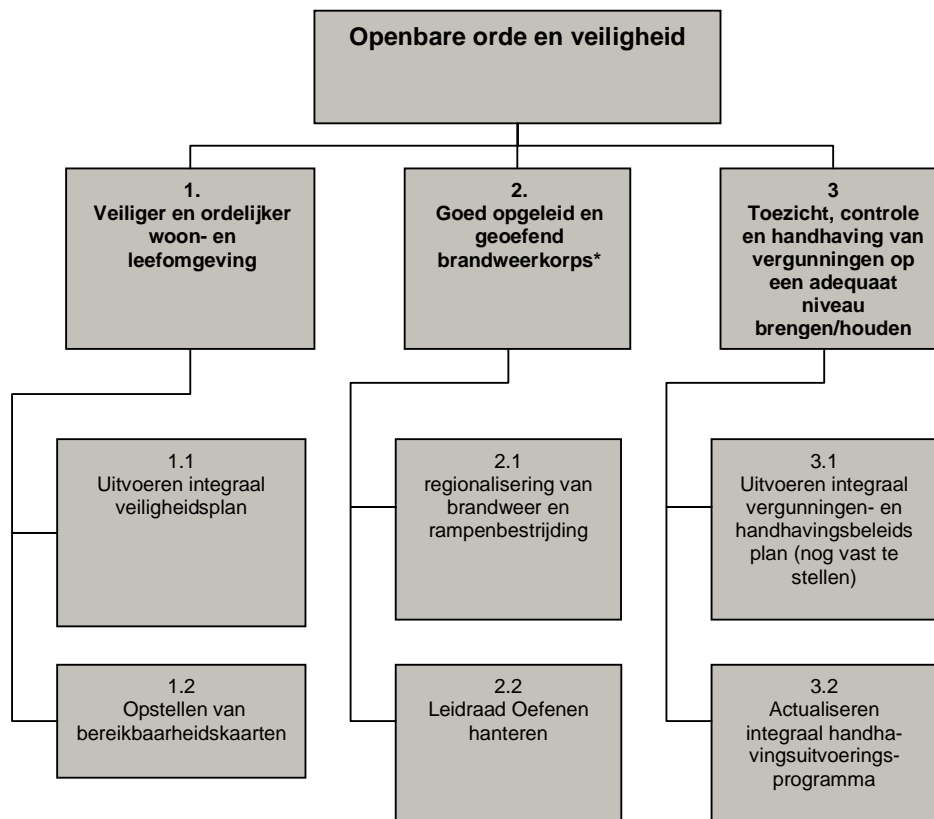 Openbare orde en veiligheid
1.
Veiliger en ordelijker
woon- en
leefomgeving
2.
Goed opgeleid en
geoefend
brandweerkorps*
3
Toezicht, controle
en handhaving van
vergunningen op
een adequaat
niveau
brengen/houden
1.1
Uitvoeren integraal
veiligheidsplan
2.1
regionalisering van
brandweer en
rampenbestrijding
3.1
Uitvoeren integraal
vergunningen- en
handhavingsbeleids
plan (nog vast te
stellen)
1.2
Opstellen van
bereikbaarheidskaarten
2.2
Leidraad Oefenen
hanteren
3.2
Actualiseren
integraal handha-
vingsuitvoerings-
programma